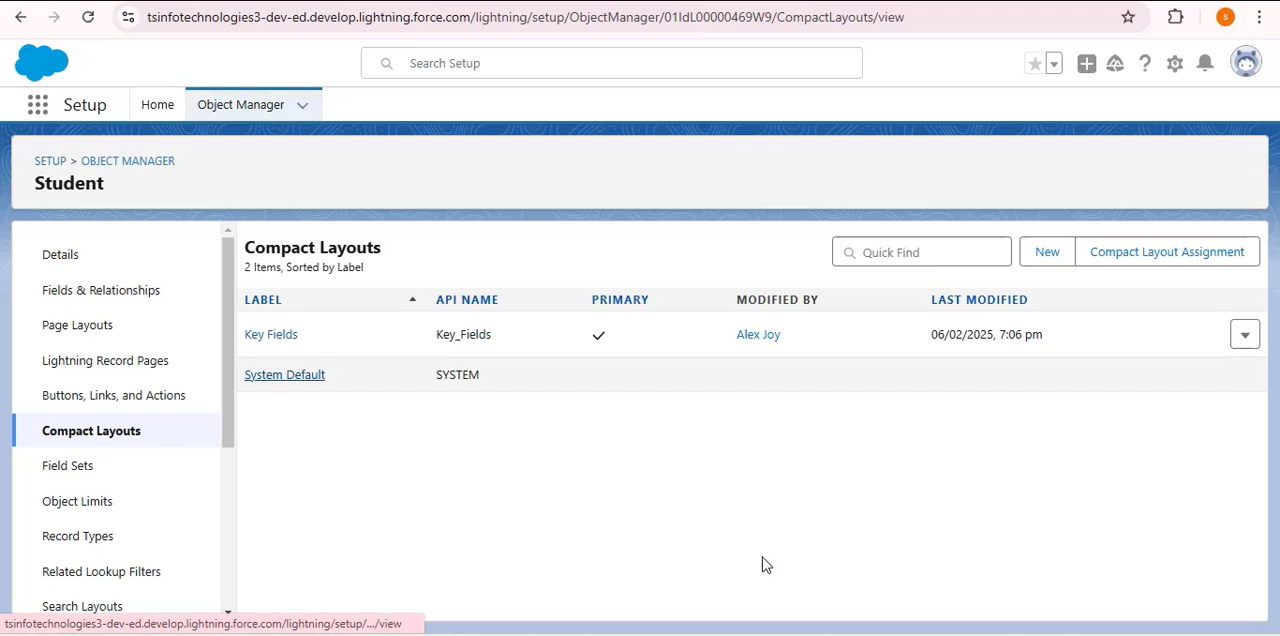 tsinfotechnologies3-dev-ed.develop.lightning.force.com/lightning/setup/ObjectManager/01IdL00000469W9/CompactLayouts/view
S
Search Setup
Setup
Home
Object Manager
SETUP > OBJECT MANAGER
Student
Details
Fields & Relationships
Page Layouts
Lightning Record Pages
Buttons, Links, and Actions
Compact Layouts
Field Sets
Object Limits
Record Types
Related Lookup Filters
Search Layouts
Compact Layouts
2 Items, Sorted by Label
Quick Find
New
Compact Layout Assignment
LABEL API NAME PRIMARY MODIFIED BY LAST MODIFIED
Key Fields Key_Fields Alex Joy 06/02/2025, 7:06 pm
System Default SYSTEM
tsinfotechnologies3-dev-ed.develop.lightning.force.com/lightning/setup/.../view